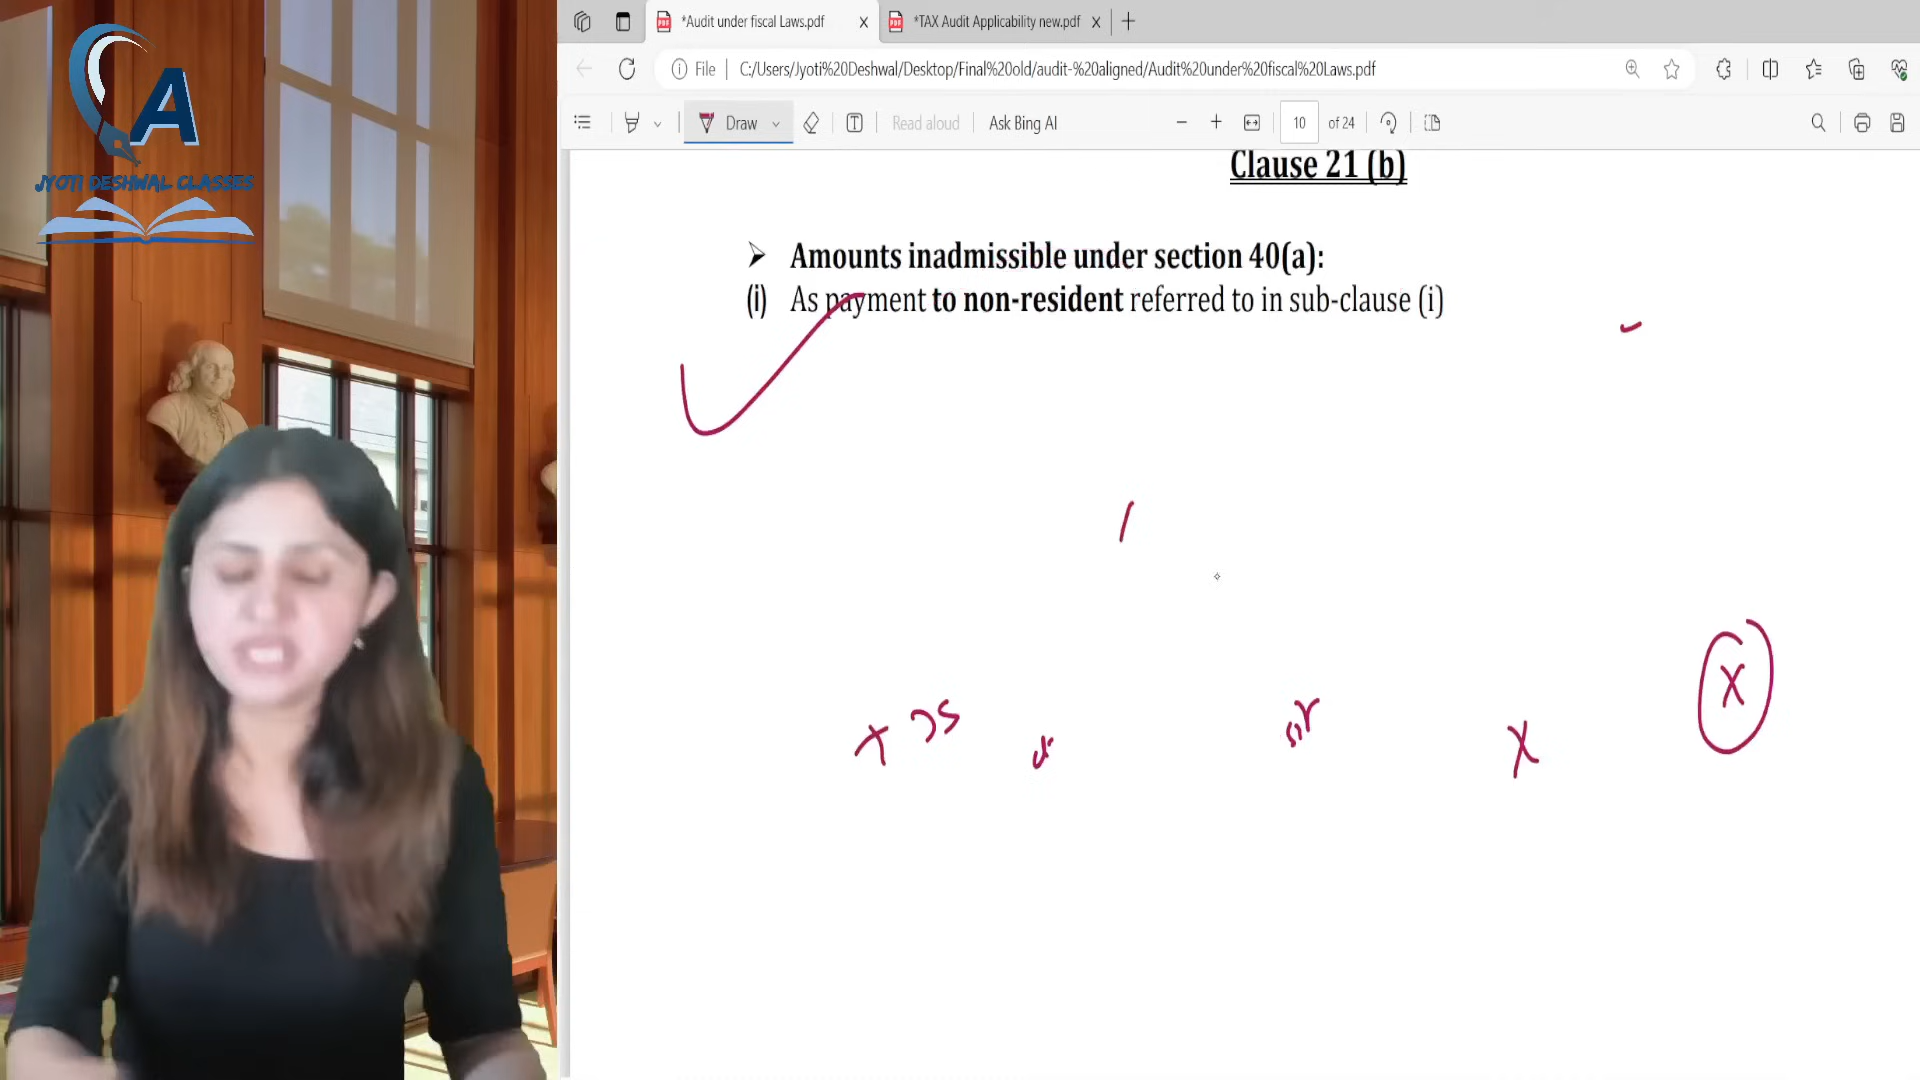 CA
JYOTI DESHWAL CLASSES
*Audit under fiscal Laws.pdf
*TAX Audit Applicability new.pdf
File
C:/Users/Jyoti%20Deshwal/Desktop/Final%20old/audit-%20aligned/Audit%20under%20fiscal%20Laws.pdf
Draw
Read aloud
Ask Bing AI
10 of 24
Clause 21 (b)
➢ Amounts inadmissible under section 40(a):
(i) As payment to non-resident referred to in sub-clause (i)
TDS
X
X